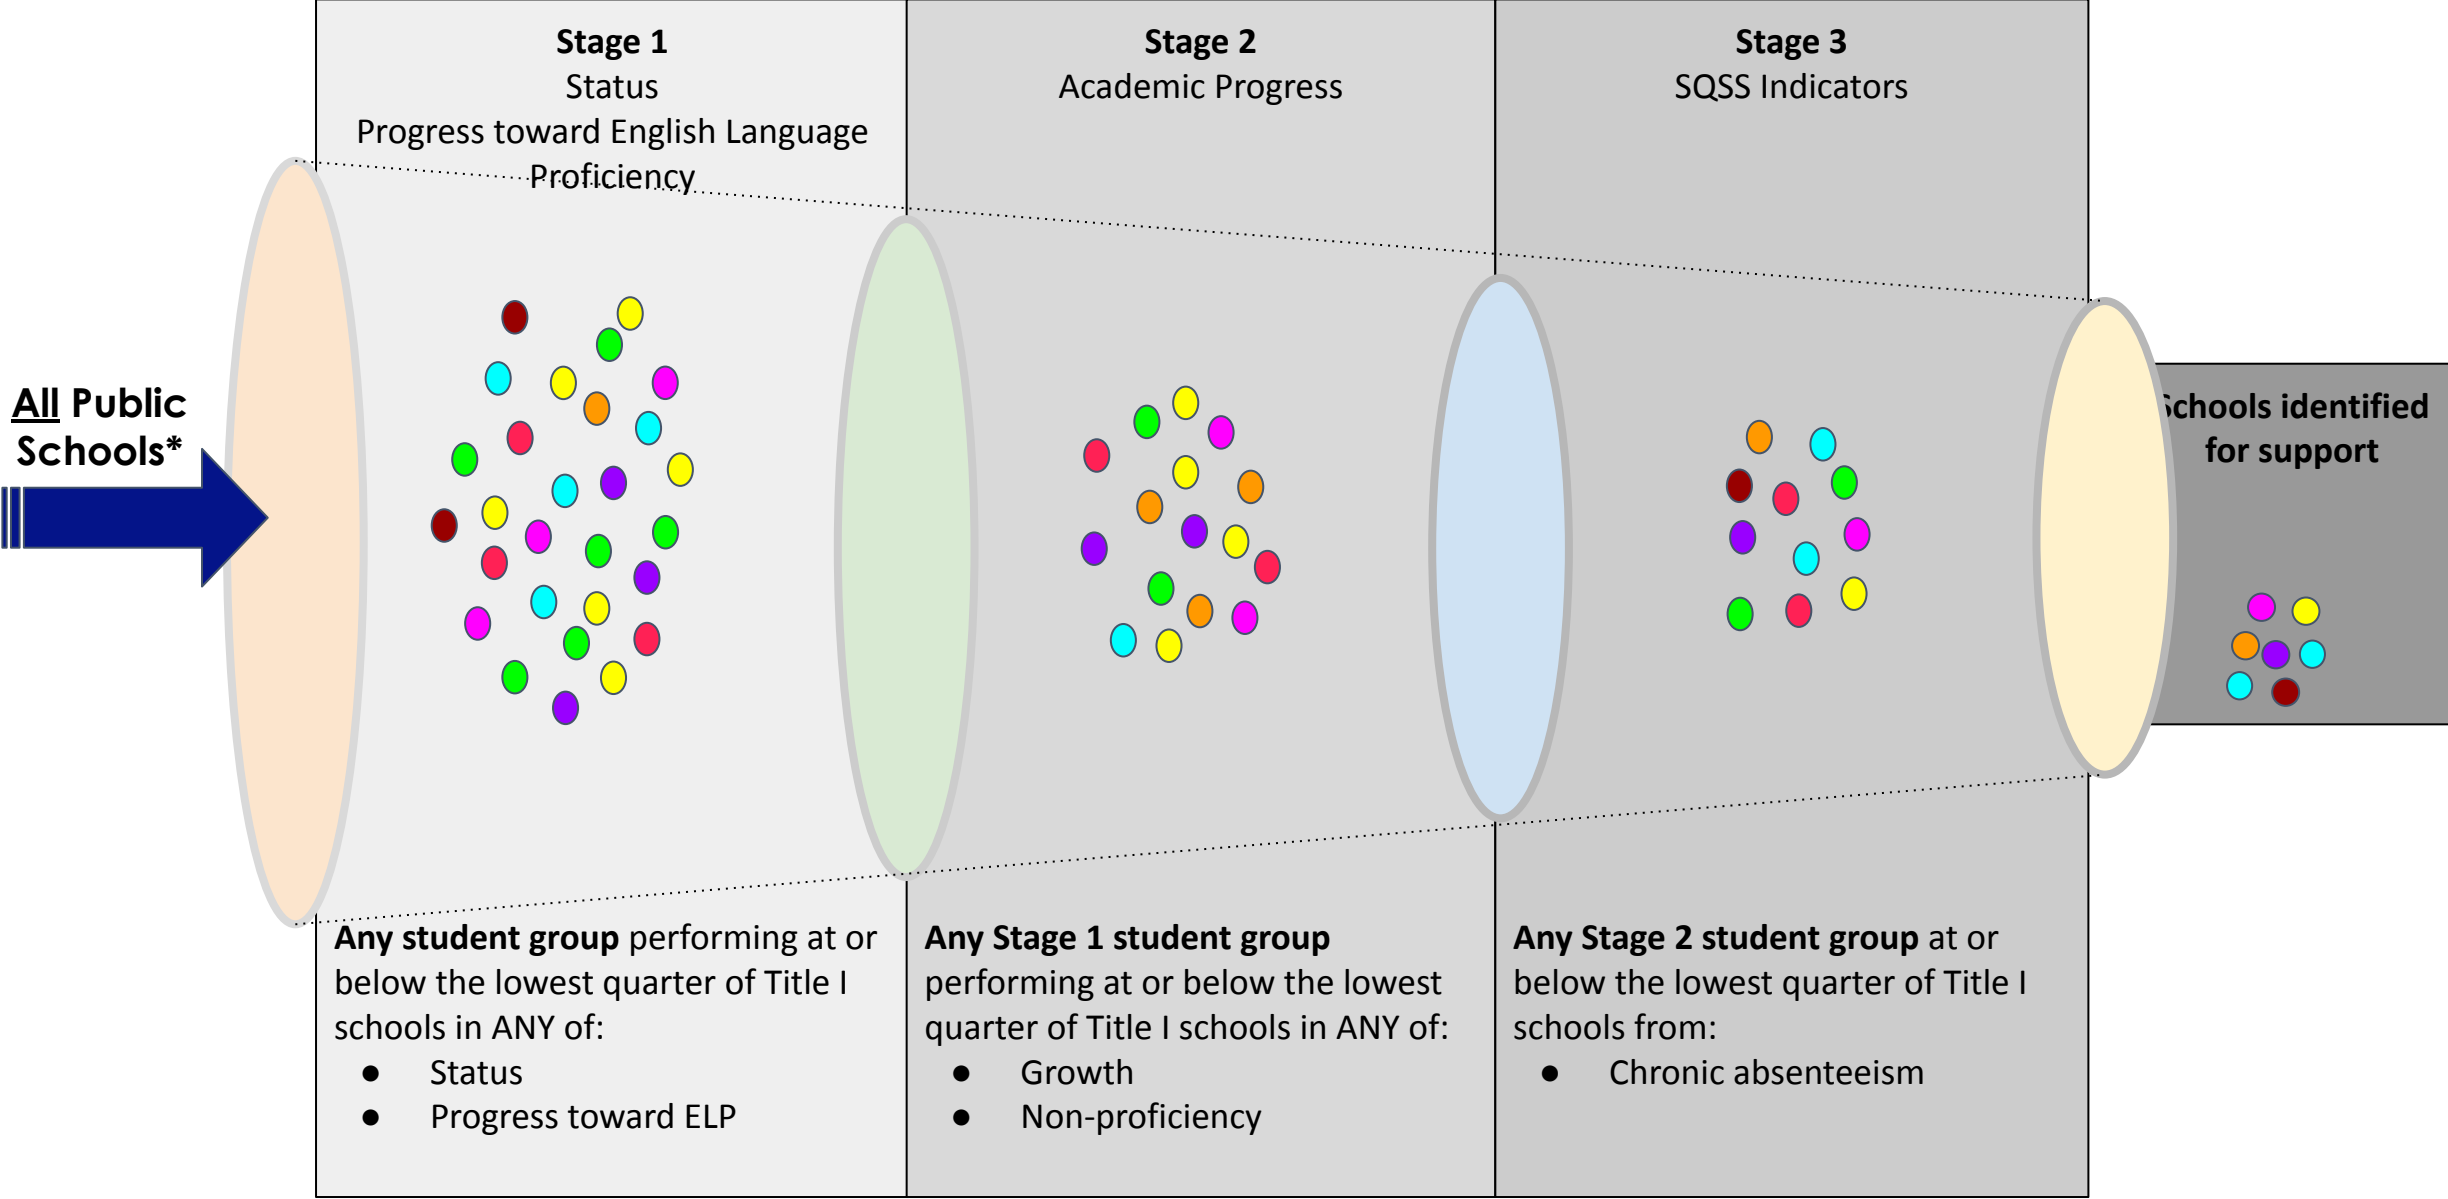 All Public
Schools*
Stage 1
Status
Progress toward English Language
Proficiency
Any student group performing at or
below the lowest quarter of Title I
schools in ANY of:
● Status
● Progress toward ELP
Stage 2
Academic Progress
Any Stage 1 student group
performing at or below the lowest
quarter of Title I schools in ANY of:
● Growth
● Non-proficiency
Stage 3
SQSS Indicators
Any Stage 2 student group at or
below the lowest quarter of Title I
schools from:
● Chronic absenteeism
Schools identified
for support